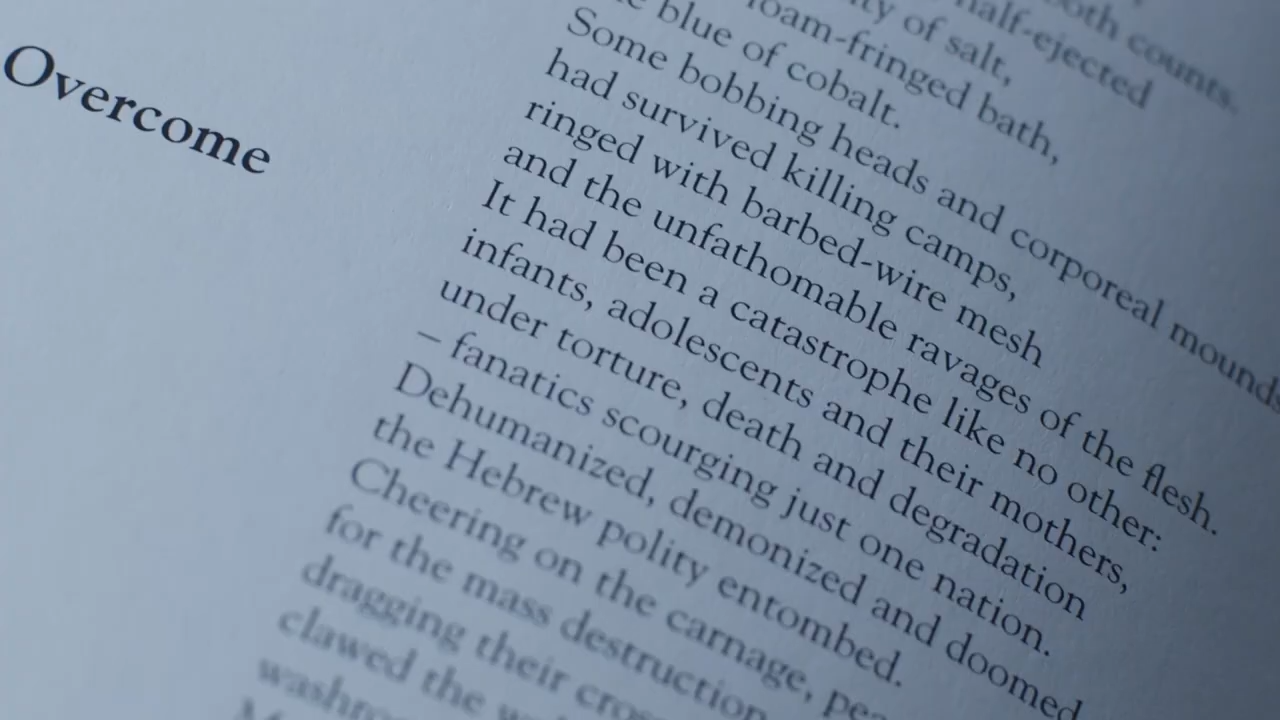 Overcome
ooth counts.
half-ejected
ity of salt,
foam-fringed bath,
e blue of cobalt.
Some bobbing heads and corporeal mounds
had survived killing camps,
ringed with barbed-wire mesh
and the unfathomable ravages of the flesh.
It had been a catastrophe like no other:
infants, adolescents and their mothers,
under torture, death and degradation
– fanatics scourging just one nation.
Dehumanized, demonized and doomed
the Hebrew polity entombed.
Cheering on the carnage,
for the mass destruction
dragging their
clawed the